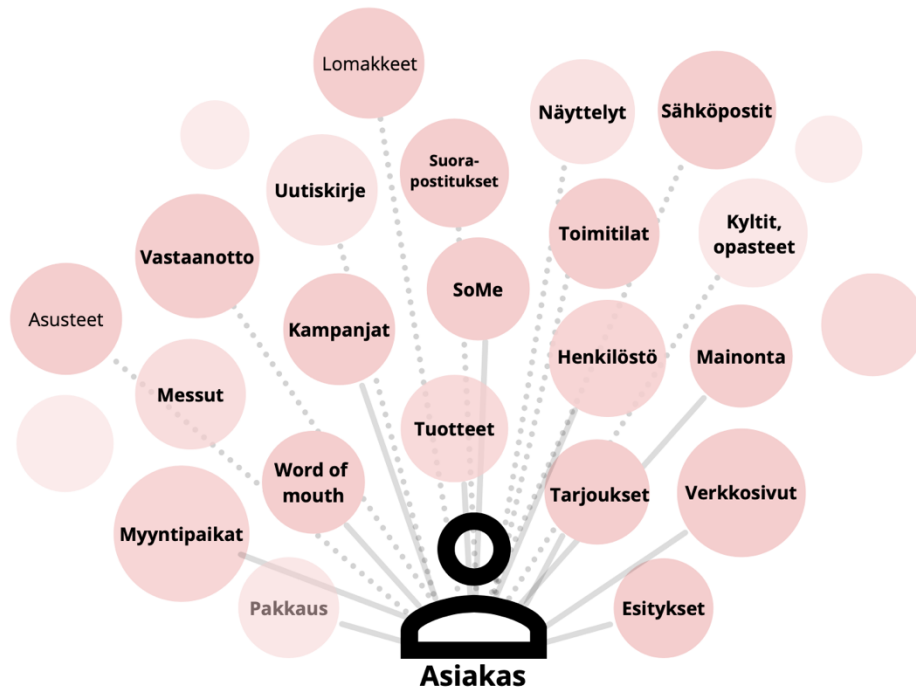 Lomakkeet
Näyttelyt
Sähköpostit
Suora-
postitukset
Uutiskirje
Toimitilat
Kyltit,
opasteet
Vastaanotto
SoMe
Asusteet
Kampanjat
Henkilöstö
Mainonta
Messut
Tuotteet
Word of
mouth
Tarjoukset
Verkkosivut
Myyntipaikat
Pakkaus
Esitykset
Asiakas